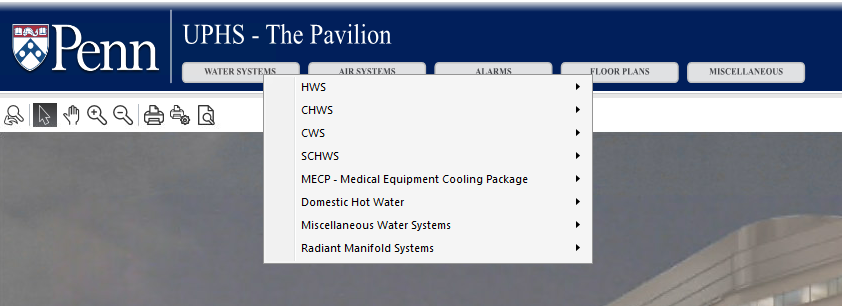 Penn
UPHS - The Pavilion
WATER SYSTEMS
AIR SYSTEMS
ALARMS
FLOOR PLANS
MISCELLANEOUS
HWS
CHWS
CWS
SCHWS
MECP - Medical Equipment Cooling Package
Domestic Hot Water
Miscellaneous Water Systems
Radiant Manifold Systems